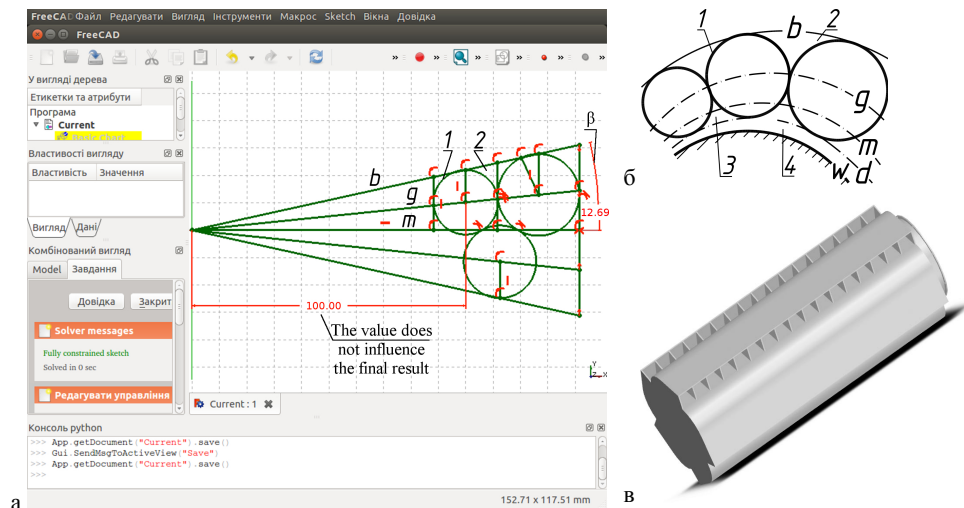 FreeCAD Файл Редагувати Вигляд Інструменти Макрос Sketch Вікна Довідка
FreeCAD
У вигляді дерева
Етикетки та атрибути
Програма
Current
Basic Chart
Властивості вигляду
Властивість Значення
Вигляд Дані
Комбінований вигляд
Model Завдання
Довідка Закрит
Solver messages
Fully constrained sketch
Solved in 0 sec
Редагувати управління
b
g
m
1
2
β
12.69
100.00
The value does
not influence
the final result
Y
Z X
Current : 1
Консоль python
>>> App.getDocument("Current").save()
>>> Gui.SendMsgToActiveView("Save")
>>> App.getDocument("Current").save()
>>>
152.71 x 117.51 mm
а
1
b
2
g
m
3
4
w
d
б
в